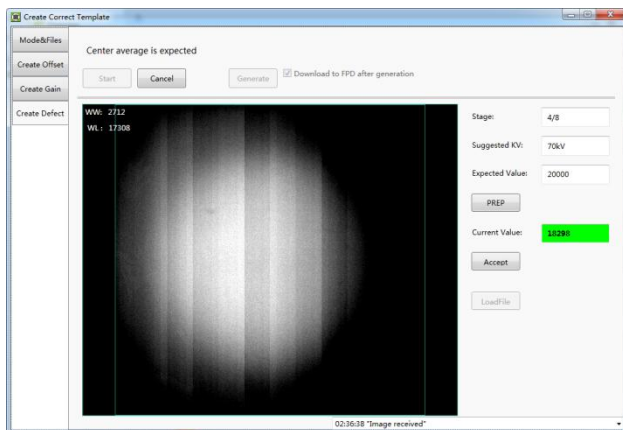 Create Correct Template
Mode&Files
Create Offset
Create Gain
Create Defect
Center average is expected
Start
Cancel
Generate
Download to FPD after generation
WW: 2712
WL: 17308
Stage:
4/8
Suggested KV:
70kV
Expected Value:
20000
PREP
Current Value:
18298
Accept
LoadFile
02:36:38 "Image received"